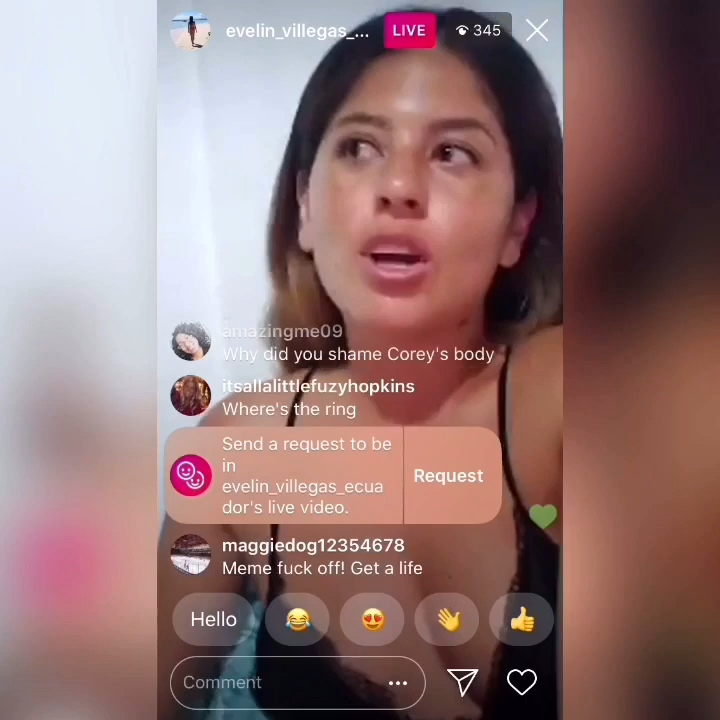 evelin_villegas_...
LIVE
345
amazingme09
Why did you shame Corey's body
itsallalittlefuzyhopkins
Where's the ring
Send a request to be
in
evelin_villegas_ecua
dor's live video.
Request
maggiedog12354678
Meme fuck off! Get a life
Hello
Comment